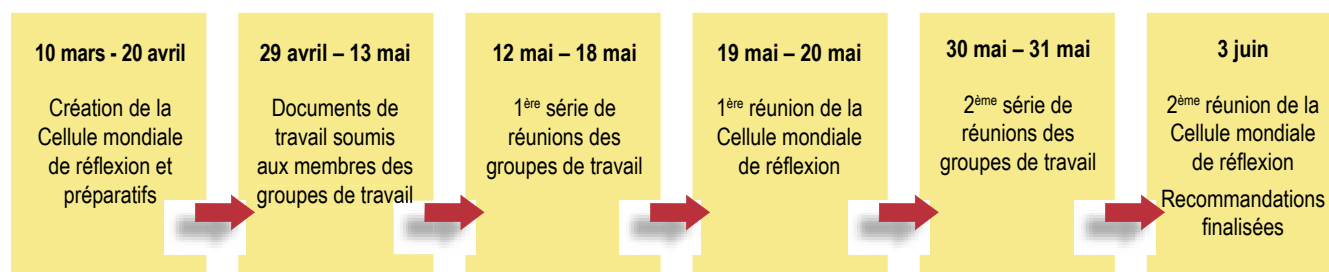 10 mars - 20 avril
Création de la
Cellule mondiale
de réflexion et
préparatifs
29 avril – 13 mai
Documents de
travail soumis
aux membres des
groupes de travail
12 mai – 18 mai
1ère série de
réunions des
groupes de travail
19 mai – 20 mai
1ère réunion de la
Cellule mondiale
de réflexion
30 mai – 31 mai
2ème série de
réunions des
groupes de travail
3 juin
2ème réunion de la
Cellule mondiale
de réflexion
Recommandations
finalisées